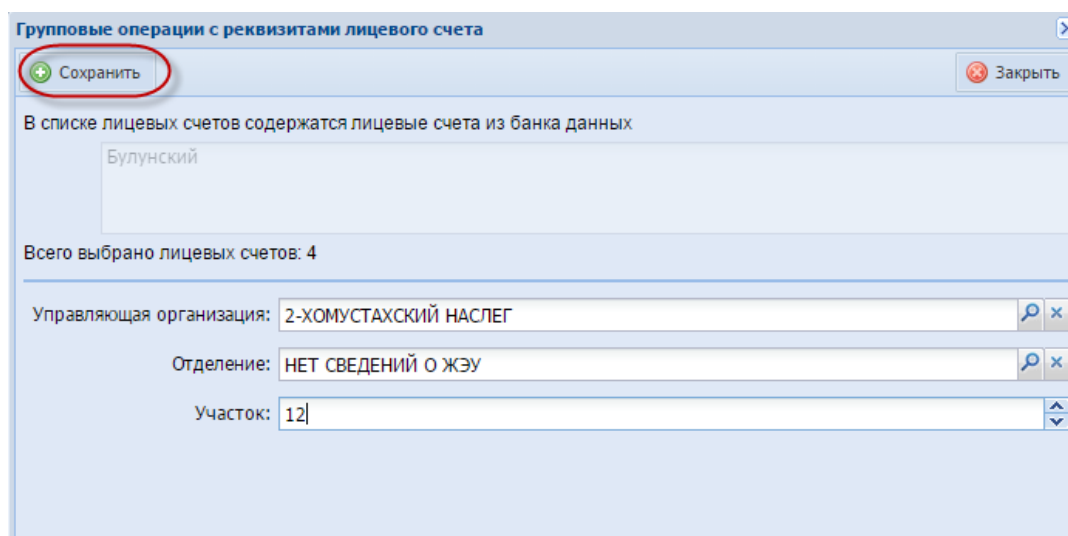 Групповые операции с реквизитами лицевого счета
Сохранить
Закрыть
В списке лицевых счетов содержатся лицевые счета из банка данных
Булунский
Всего выбрано лицевых счетов: 4
Управляющая организация: 2-ХОМУСТАХСКИЙ НАСЛЕГ
Отделение: НЕТ СВЕДЕНИЙ О ЖЭУ
Участок: 12